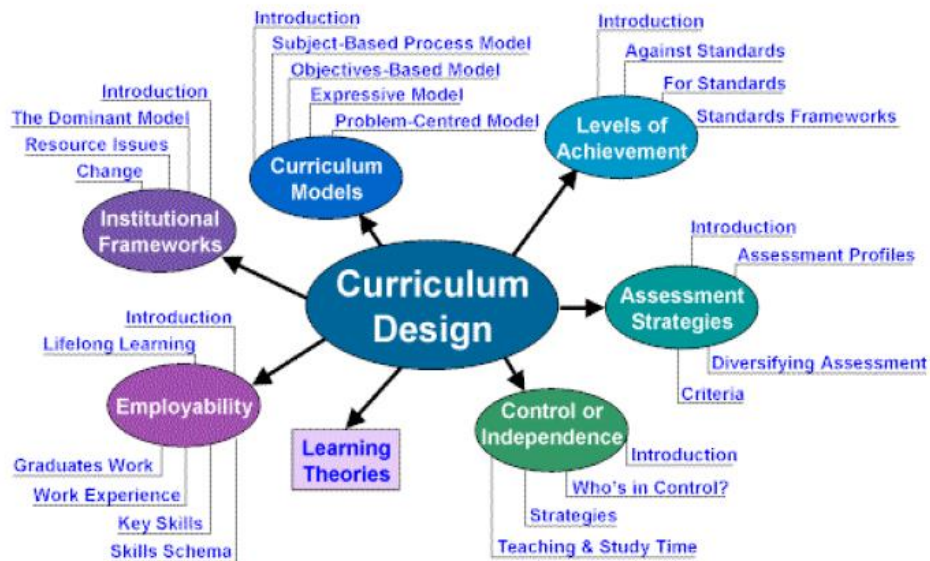 Introduction
Subject-Based Process Model
Objectives-Based Model
Expressive Model
Problem-Centred Model
Curriculum
Models
Introduction
Against Standards
For Standards
Standards Frameworks
Levels of
Achievement
Introduction
The Dominant Model
Resource Issues
Change
Institutional
Frameworks
Curriculum
Design
Introduction
Assessment Profiles
Assessment
Strategies
Diversifying Assessment
Criteria
Introduction
Lifelong Learning
Employability
Graduates Work
Work Experience
Key Skills
Skills Schema
Learning
Theories
Control or
Independence
Introduction
Who's in Control?
Strategies
Teaching & Study Time